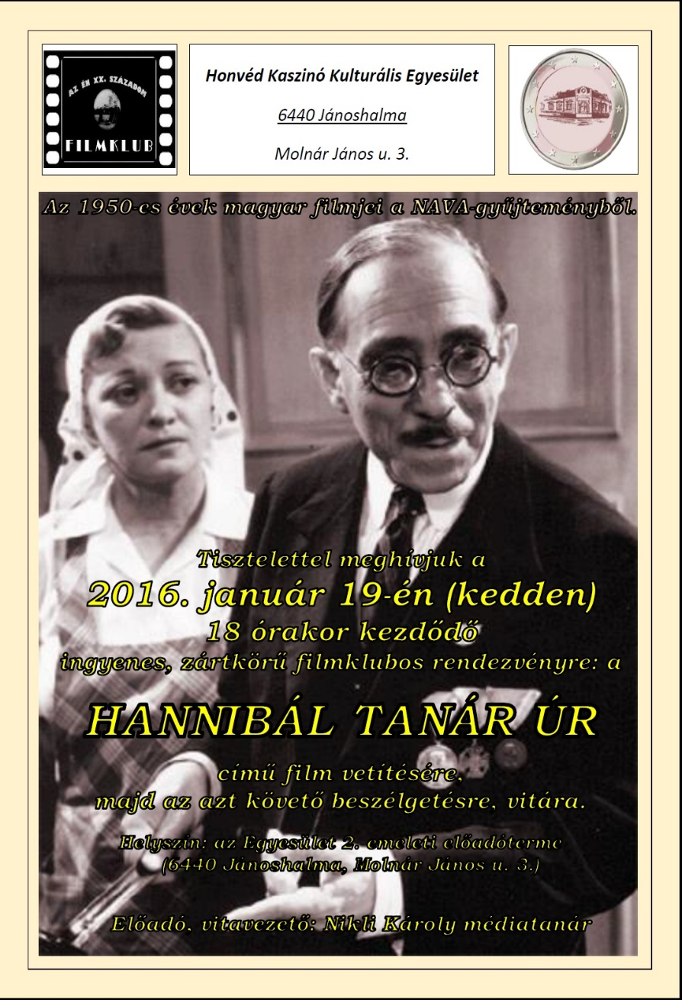 AZ ÉN XX. SZÁZADOM
FILMKLUB
Honvéd Kaszinó Kulturális Egyesület
6440 Jánoshalma
Molnár János u. 3.
Az 1950-es évek magyar filmjei a NAVA-gyűjteményből.
Tisztelettel meghívjuk a
2016. január 19-én (kedden)
18 órakor kezdődő
ingyenes, zártkörű filmklubos rendezvényre: a
HANNIBÁL TANÁR ÚR
című film vetítésére,
majd az azt követő beszélgetésre, vitára.
Helyszín: az Egyesület 2. emeleti előadóterme
(6440 Jánoshalma, Molnár János u. 3.)
Előadó, vitavezető: Nikli Károly médiatanár